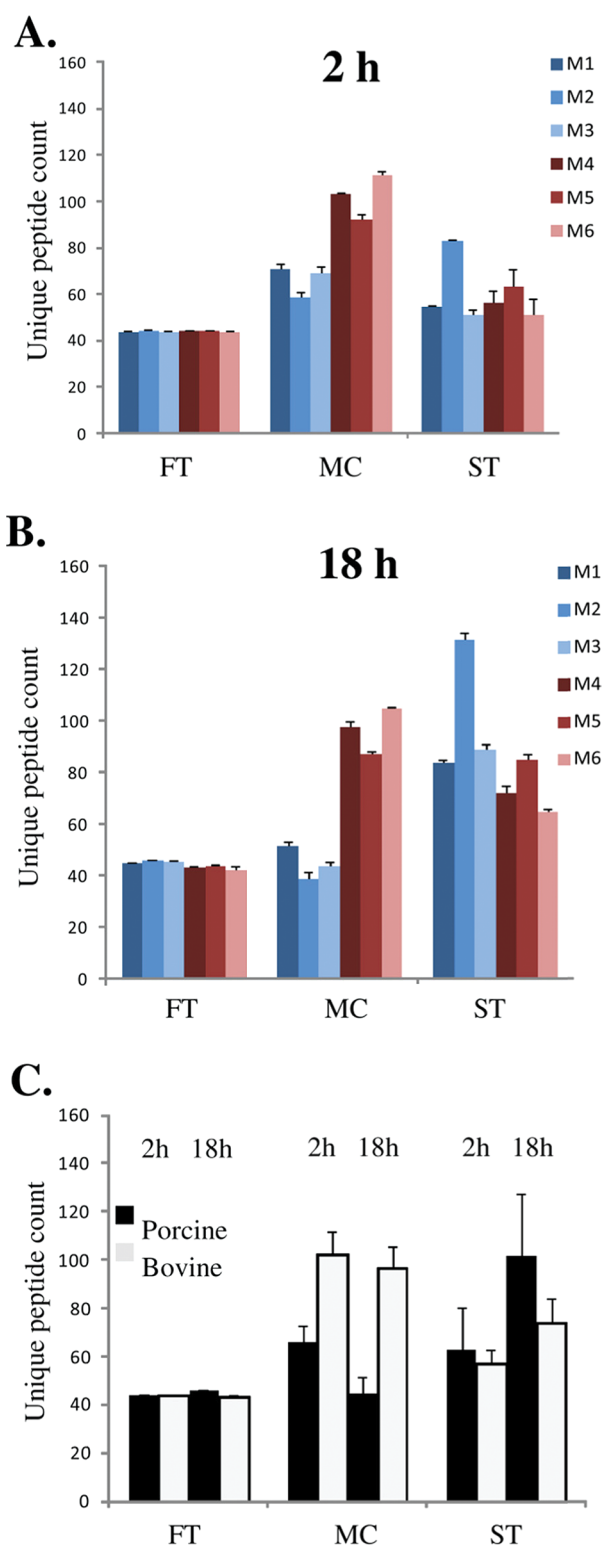 A.
2 h
Unique peptide count
160
140
120
100
80
60
40
20
0
M1
M2
M3
M4
M5
M6
FT MC ST
B.
18 h
Unique peptide count
160
140
120
100
80
60
40
20
0
M1
M2
M3
M4
M5
M6
FT MC ST
C.
Unique peptide count
160
140
120
100
80
60
40
20
0
2h 18h 2h 18h 2h 18h
Porcine
Bovine
FT MC ST